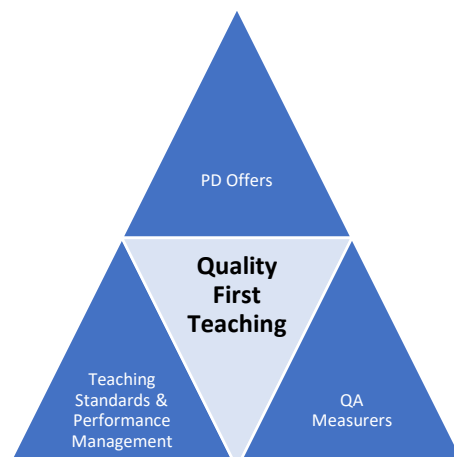 PD Offers
Quality
First
Teaching
Teaching
Standards &
Performance
Management
QA
Measurers